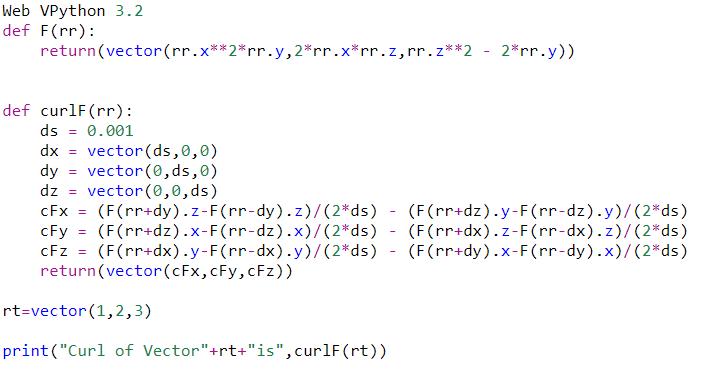 Web VPython 3.2
def F(rr):
    return(vector(rr.x**2*rr.y,2*rr.x*rr.z,rr.z**2 - 2*rr.y))
def curlF(rr):
    ds = 0.001
    dx = vector(ds,0,0)
    dy = vector(0,ds,0)
    dz = vector(0,0,ds)
    cFx = (F(rr+dy).z-F(rr-dy).z)/(2*ds) - (F(rr+dz).y-F(rr-dz).y)/(2*ds)
    cFy = (F(rr+dz).x-F(rr-dz).x)/(2*ds) - (F(rr+dx).z-F(rr-dx).z)/(2*ds)
    cFz = (F(rr+dx).y-F(rr-dx).y)/(2*ds) - (F(rr+dy).x-F(rr-dy).x)/(2*ds)
    return(vector(cFx,cFy,cFz))
rt=vector(1,2,3)
print("Curl of Vector"+rt+"is",curlF(rt))